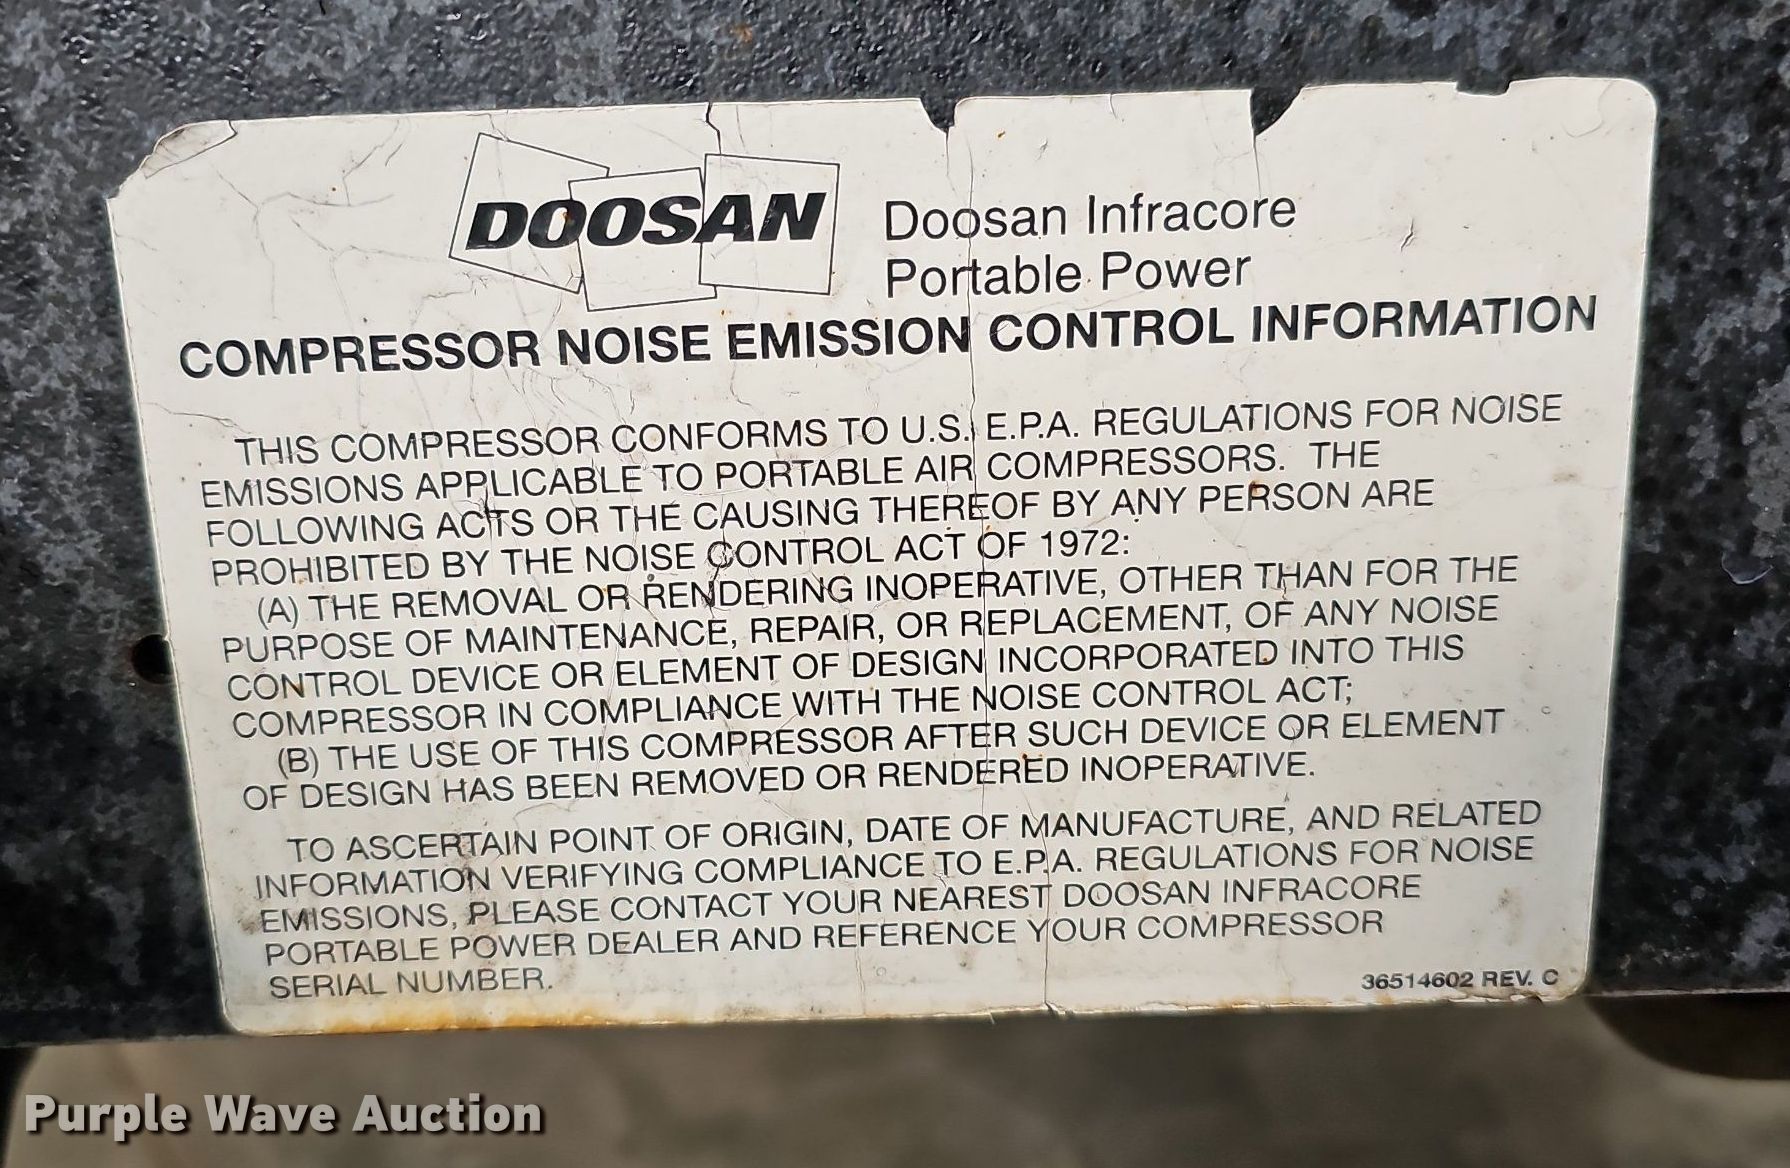 DOOSAN
Doosan Infracore
Portable Power
COMPRESSOR NOISE EMISSION CONTROL INFORMATION
THIS COMPRESSOR CONFORMS TO U.S. E.P.A. REGULATIONS FOR NOISE
EMISSIONS APPLICABLE TO PORTABLE AIR COMPRESSORS. THE
FOLLOWING ACTS OR THE CAUSING THEREOF BY ANY PERSON ARE
PROHIBITED BY THE NOISE CONTROL ACT OF 1972:
(A) THE REMOVAL OR RENDERING INOPERATIVE, OTHER THAN FOR THE
PURPOSE OF MAINTENANCE, REPAIR, OR REPLACEMENT, OF ANY NOISE
CONTROL DEVICE OR ELEMENT OF DESIGN INCORPORATED INTO THIS
COMPRESSOR IN COMPLIANCE WITH THE NOISE CONTROL ACT;
(B) THE USE OF THIS COMPRESSOR AFTER SUCH DEVICE OR ELEMENT
OF DESIGN HAS BEEN REMOVED OR RENDERED INOPERATIVE.
TO ASCERTAIN POINT OF ORIGIN, DATE OF MANUFACTURE, AND RELATED
INFORMATION VERIFYING COMPLIANCE TO E.P.A. REGULATIONS FOR NOISE
EMISSIONS, PLEASE CONTACT YOUR NEAREST DOOSAN INFRACORE
PORTABLE POWER DEALER AND REFERENCE YOUR COMPRESSOR
SERIAL NUMBER.
36514602 REV. C
Purple Wave Auction